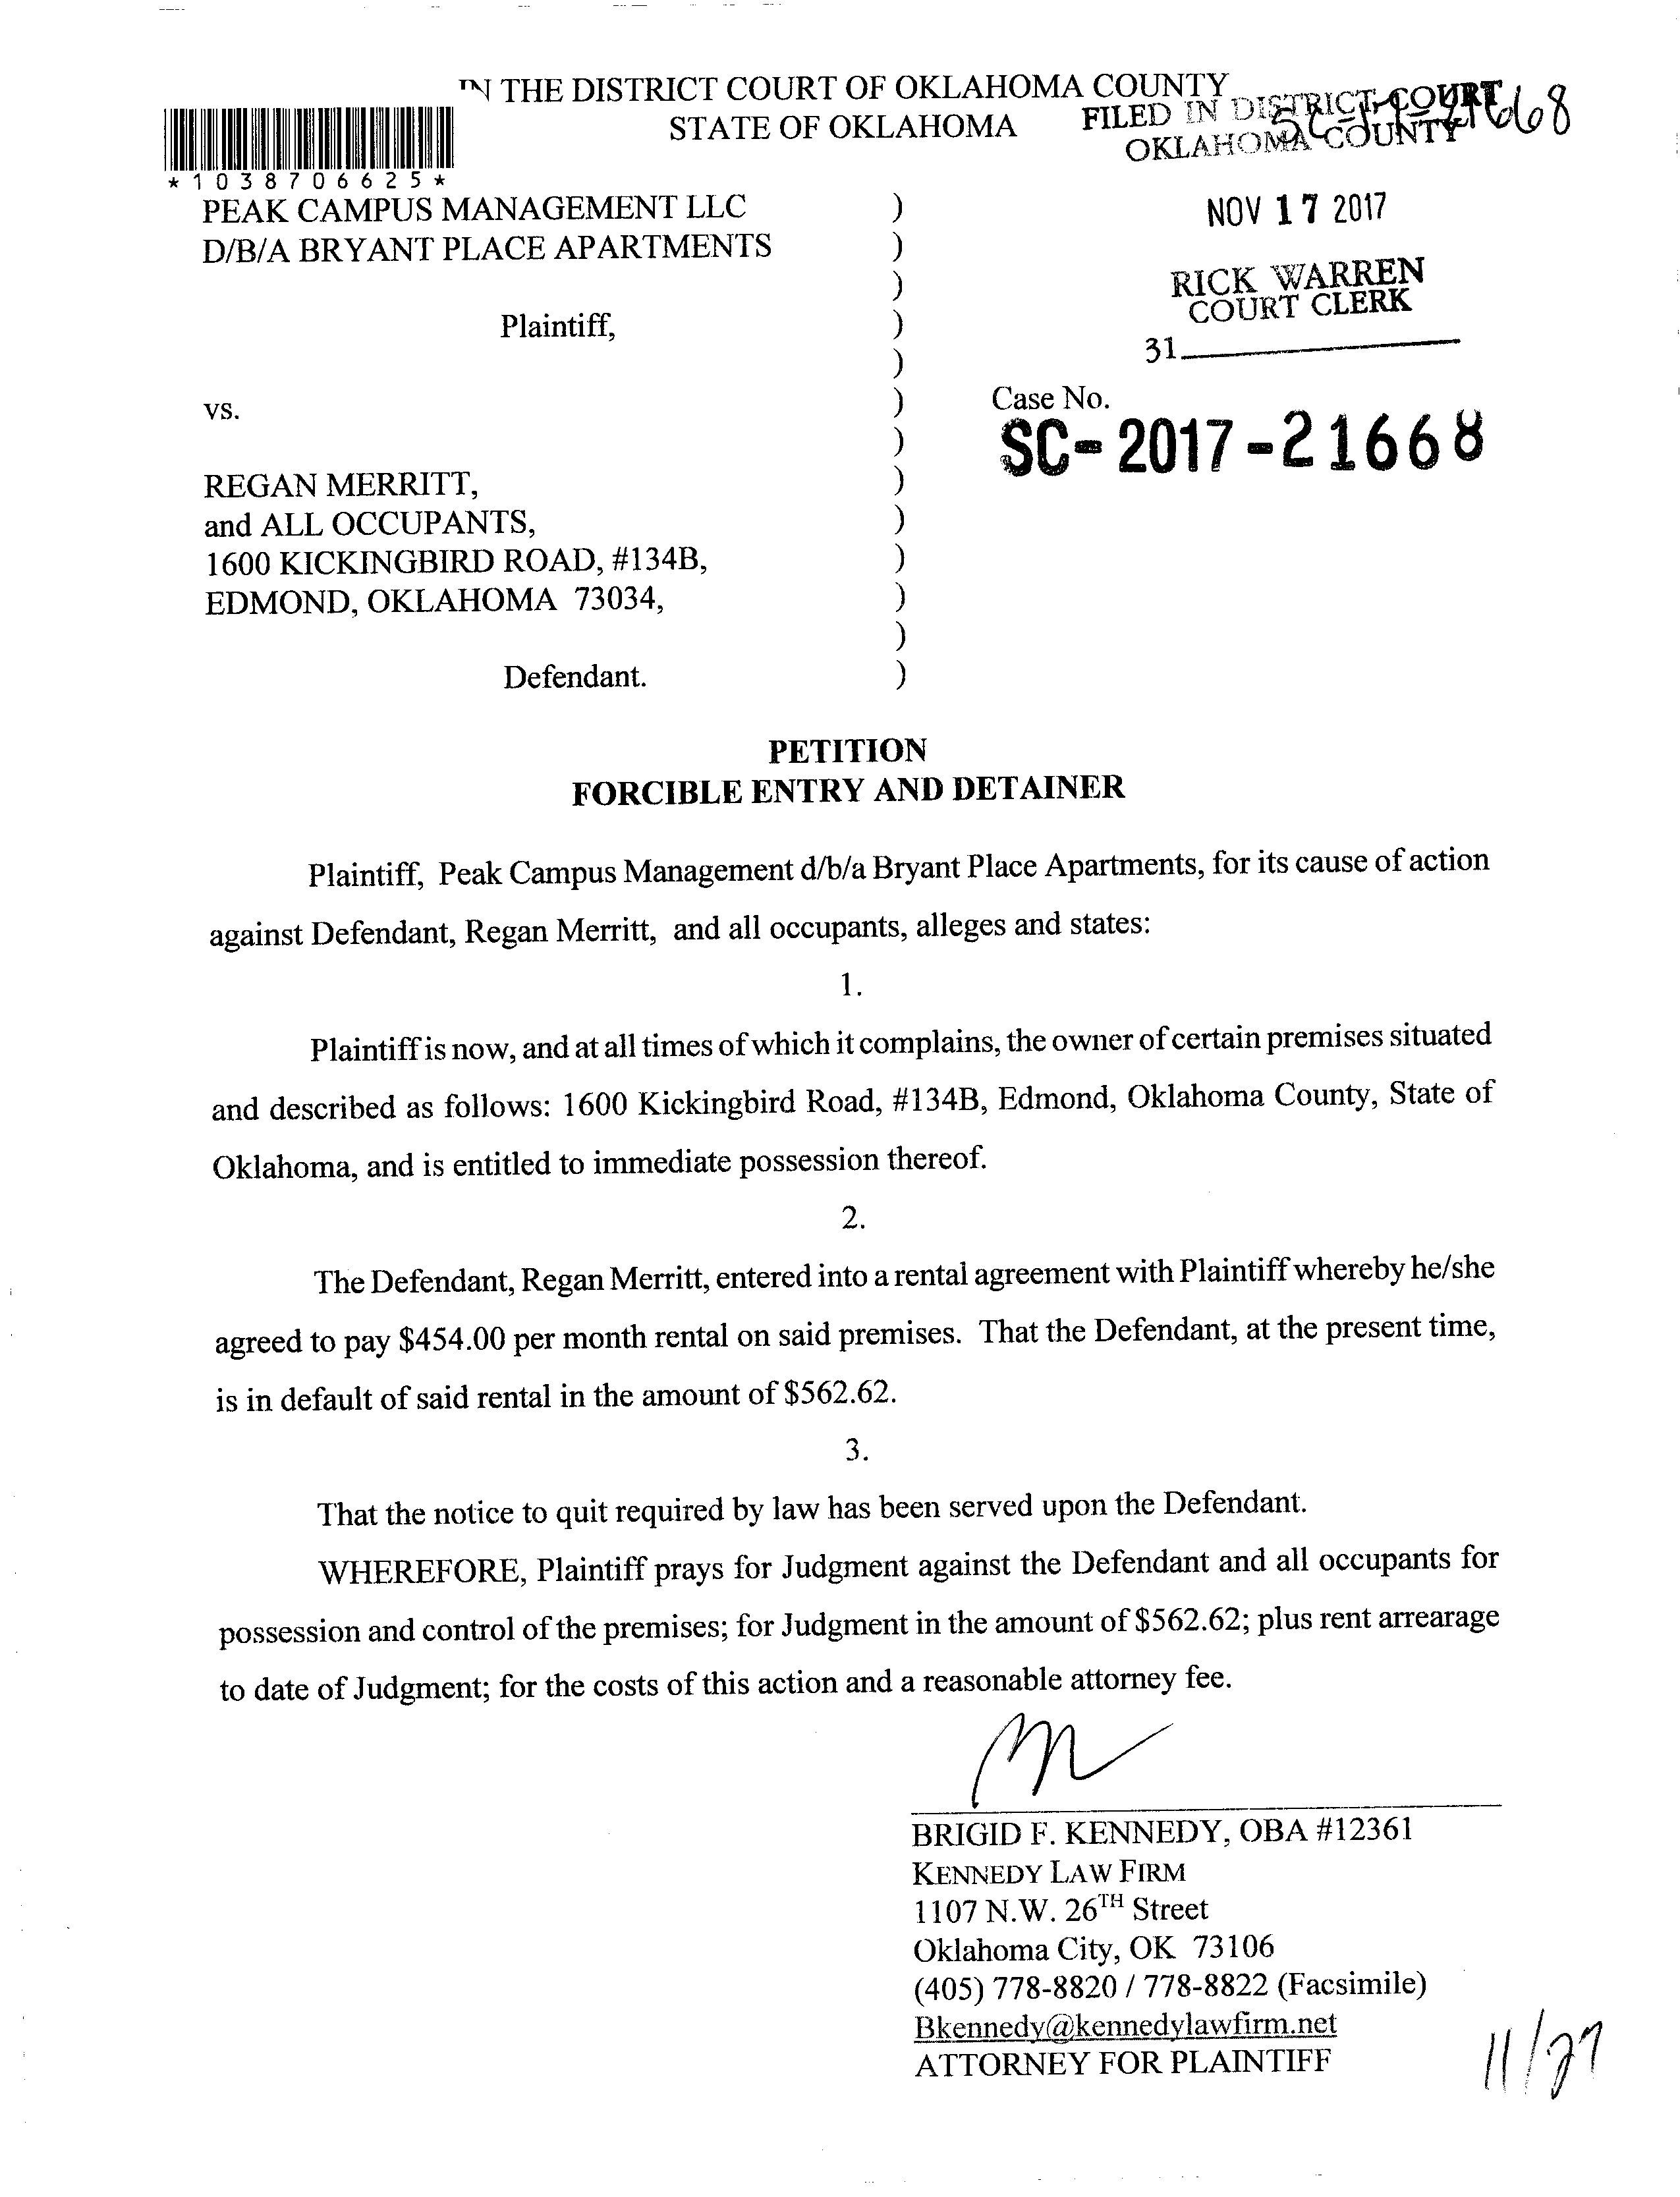 IN THE DISTRICT COURT OF OKLAHOMA COUNTY
STATE OF OKLAHOMA
FILED IN DISTRICT COURT
OKLAHOMA COUNTY
*1038706625*
PEAK CAMPUS MANAGEMENT LLC )
D/B/A BRYANT PLACE APARTMENTS )
)
Plaintiff, )
)
vs. )
)
REGAN MERRITT, )
and ALL OCCUPANTS, )
1600 KICKINGBIRD ROAD, #134B, )
EDMOND, OKLAHOMA 73034, )
)
Defendant. )
NOV 17 2017
RICK WARREN
COURT CLERK
31
Case No.
SC-2017-21668
PETITION
FORCIBLE ENTRY AND DETAINER
Plaintiff, Peak Campus Management d/b/a Bryant Place Apartments, for its cause of action
against Defendant, Regan Merritt, and all occupants, alleges and states:
1.
Plaintiff is now, and at all times of which it complains, the owner of certain premises situated
and described as follows: 1600 Kickingbird Road, #134B, Edmond, Oklahoma County, State of
Oklahoma, and is entitled to immediate possession thereof.
2.
The Defendant, Regan Merritt, entered into a rental agreement with Plaintiff whereby he/she
agreed to pay $454.00 per month rental on said premises. That the Defendant, at the present time,
is in default of said rental in the amount of $562.62.
3.
That the notice to quit required by law has been served upon the Defendant.
WHEREFORE, Plaintiff prays for Judgment against the Defendant and all occupants for
possession and control of the premises; for Judgment in the amount of $562.62; plus rent arrearage
to date of Judgment; for the costs of this action and a reasonable attorney fee.
BRIGID F. KENNEDY, OBA #12361
KENNEDY LAW FIRM
1107 N.W. 26TH Street
Oklahoma City, OK 73106
(405) 778-8820 / 778-8822 (Facsimile)
Bkennedy@kennedylawfirm.net
ATTORNEY FOR PLAINTIFF
11/27